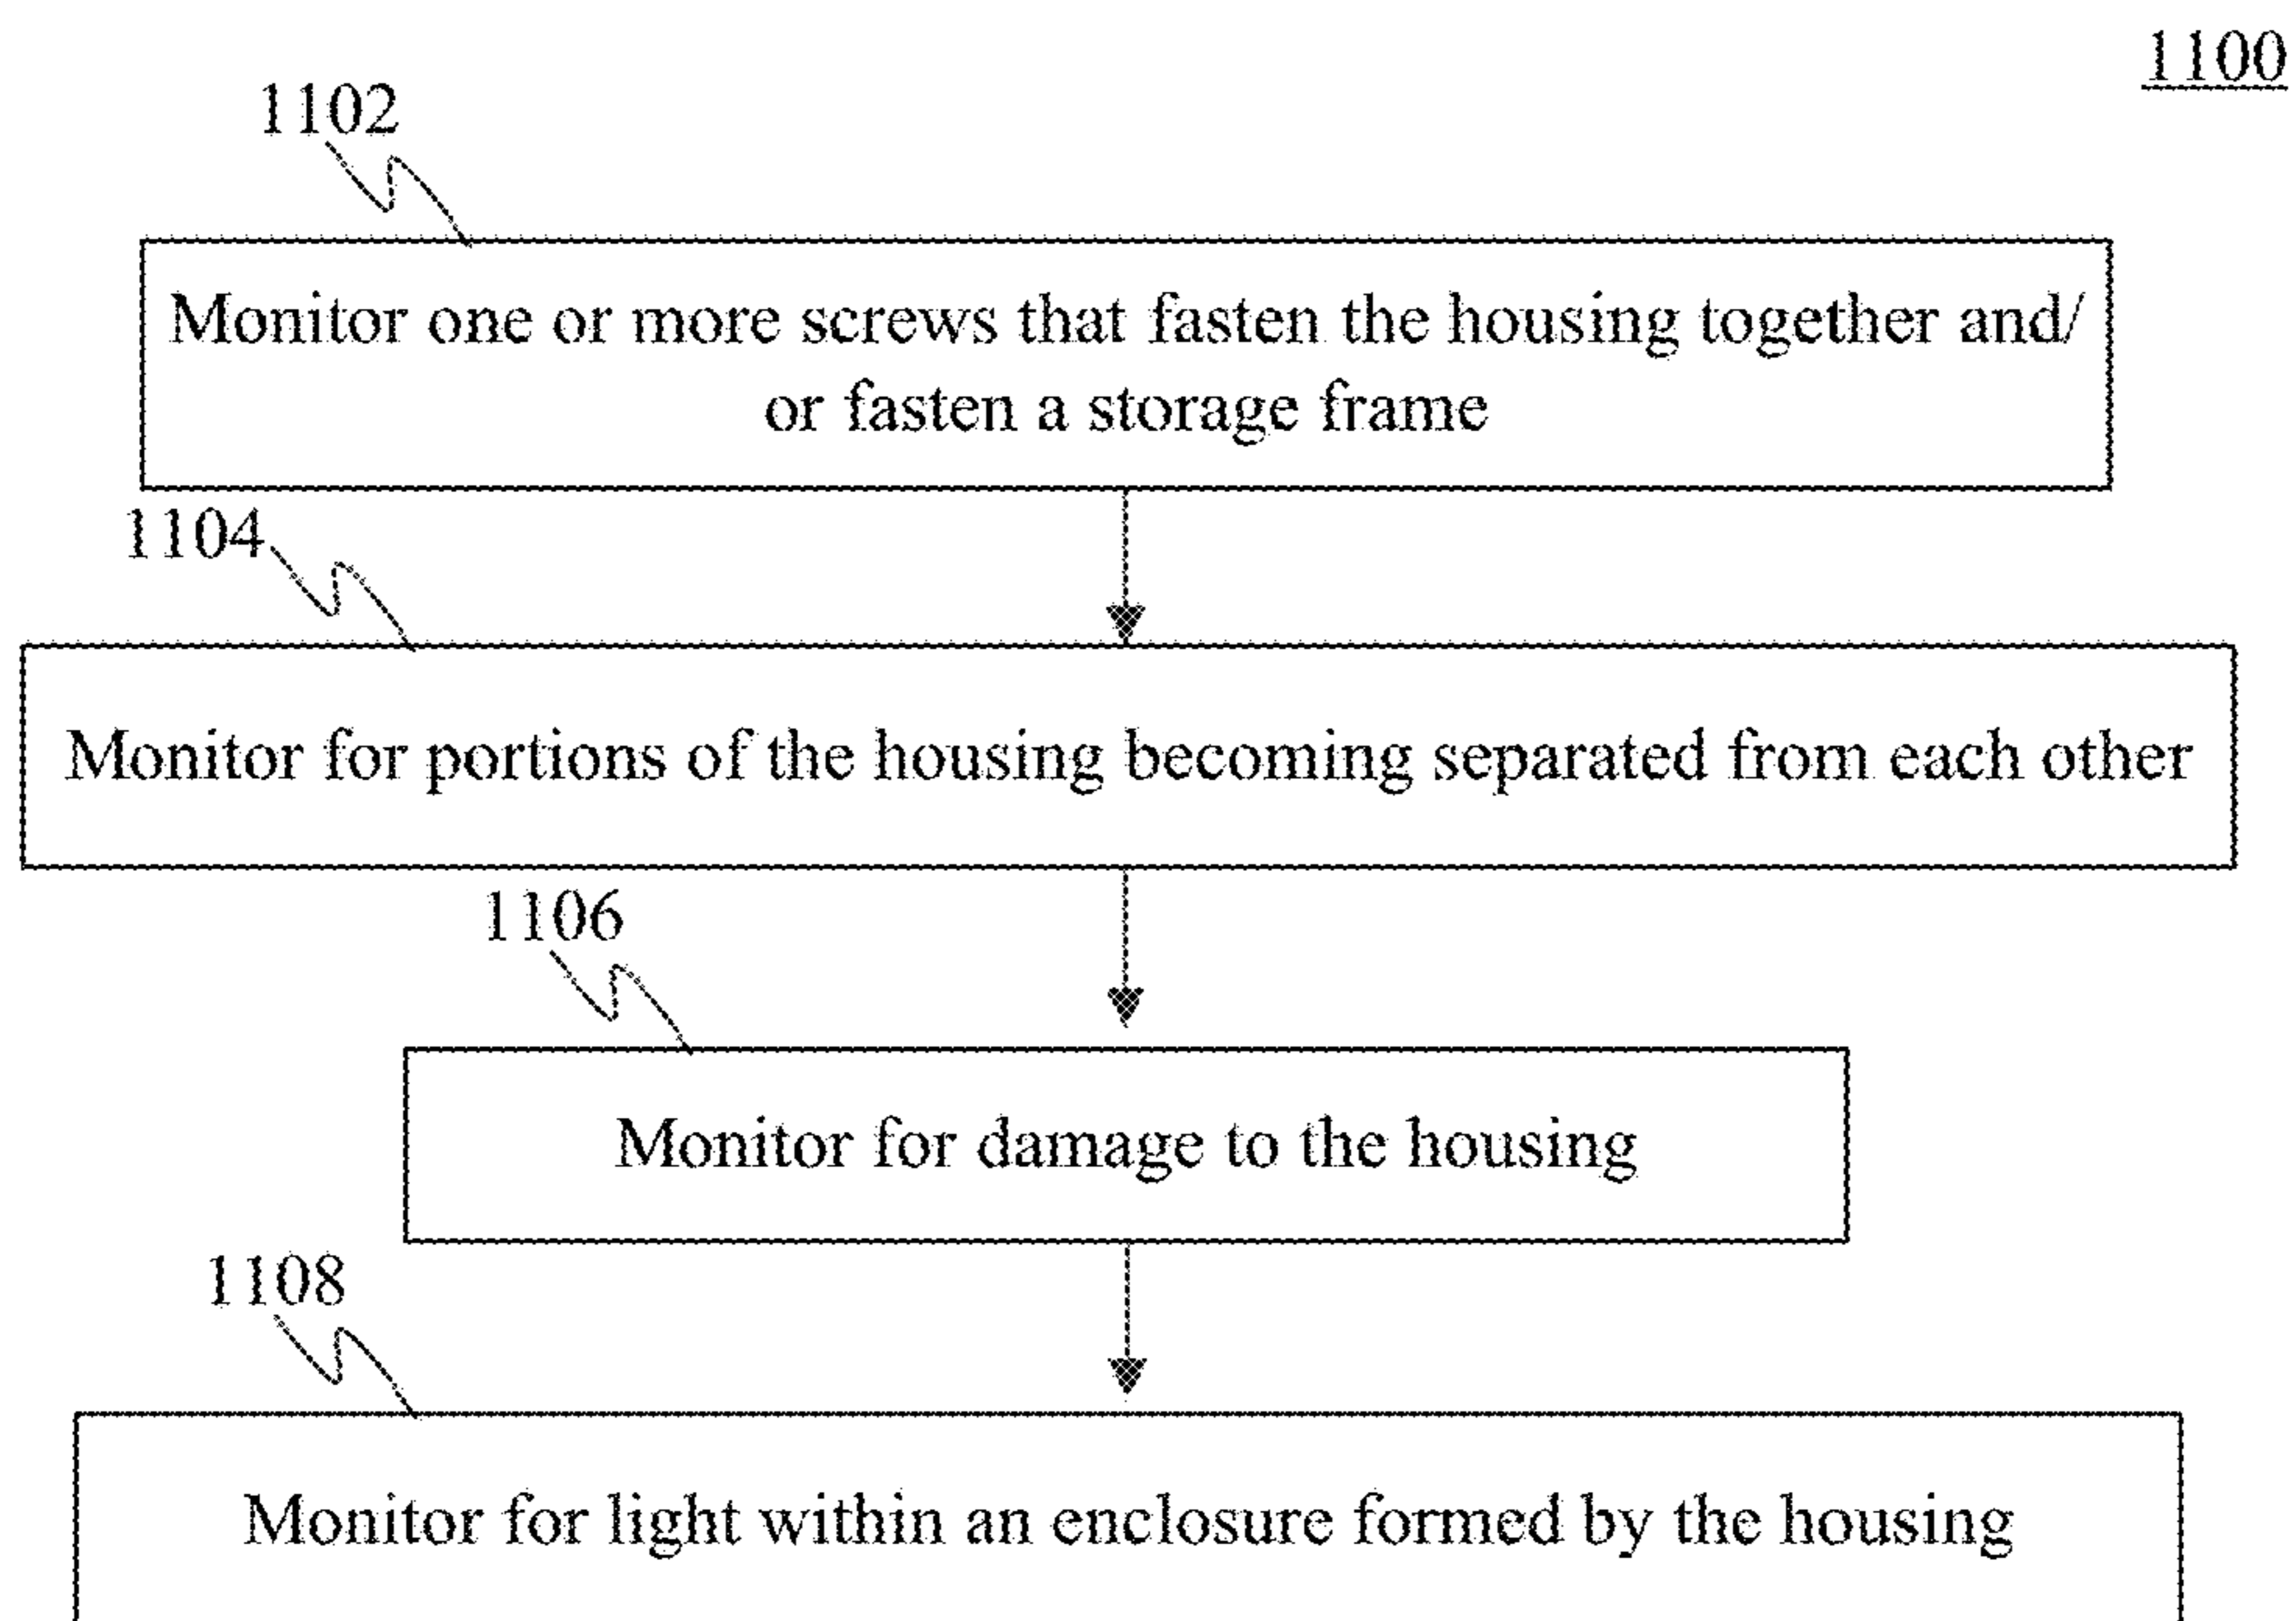 1100
1102
Monitor one or more screws that fasten the housing together and/
or fasten a storage frame
1104
Monitor for portions of the housing becoming separated from each other
1106
Monitor for damage to the housing
1108
Monitor for light within an enclosure formed by the housing